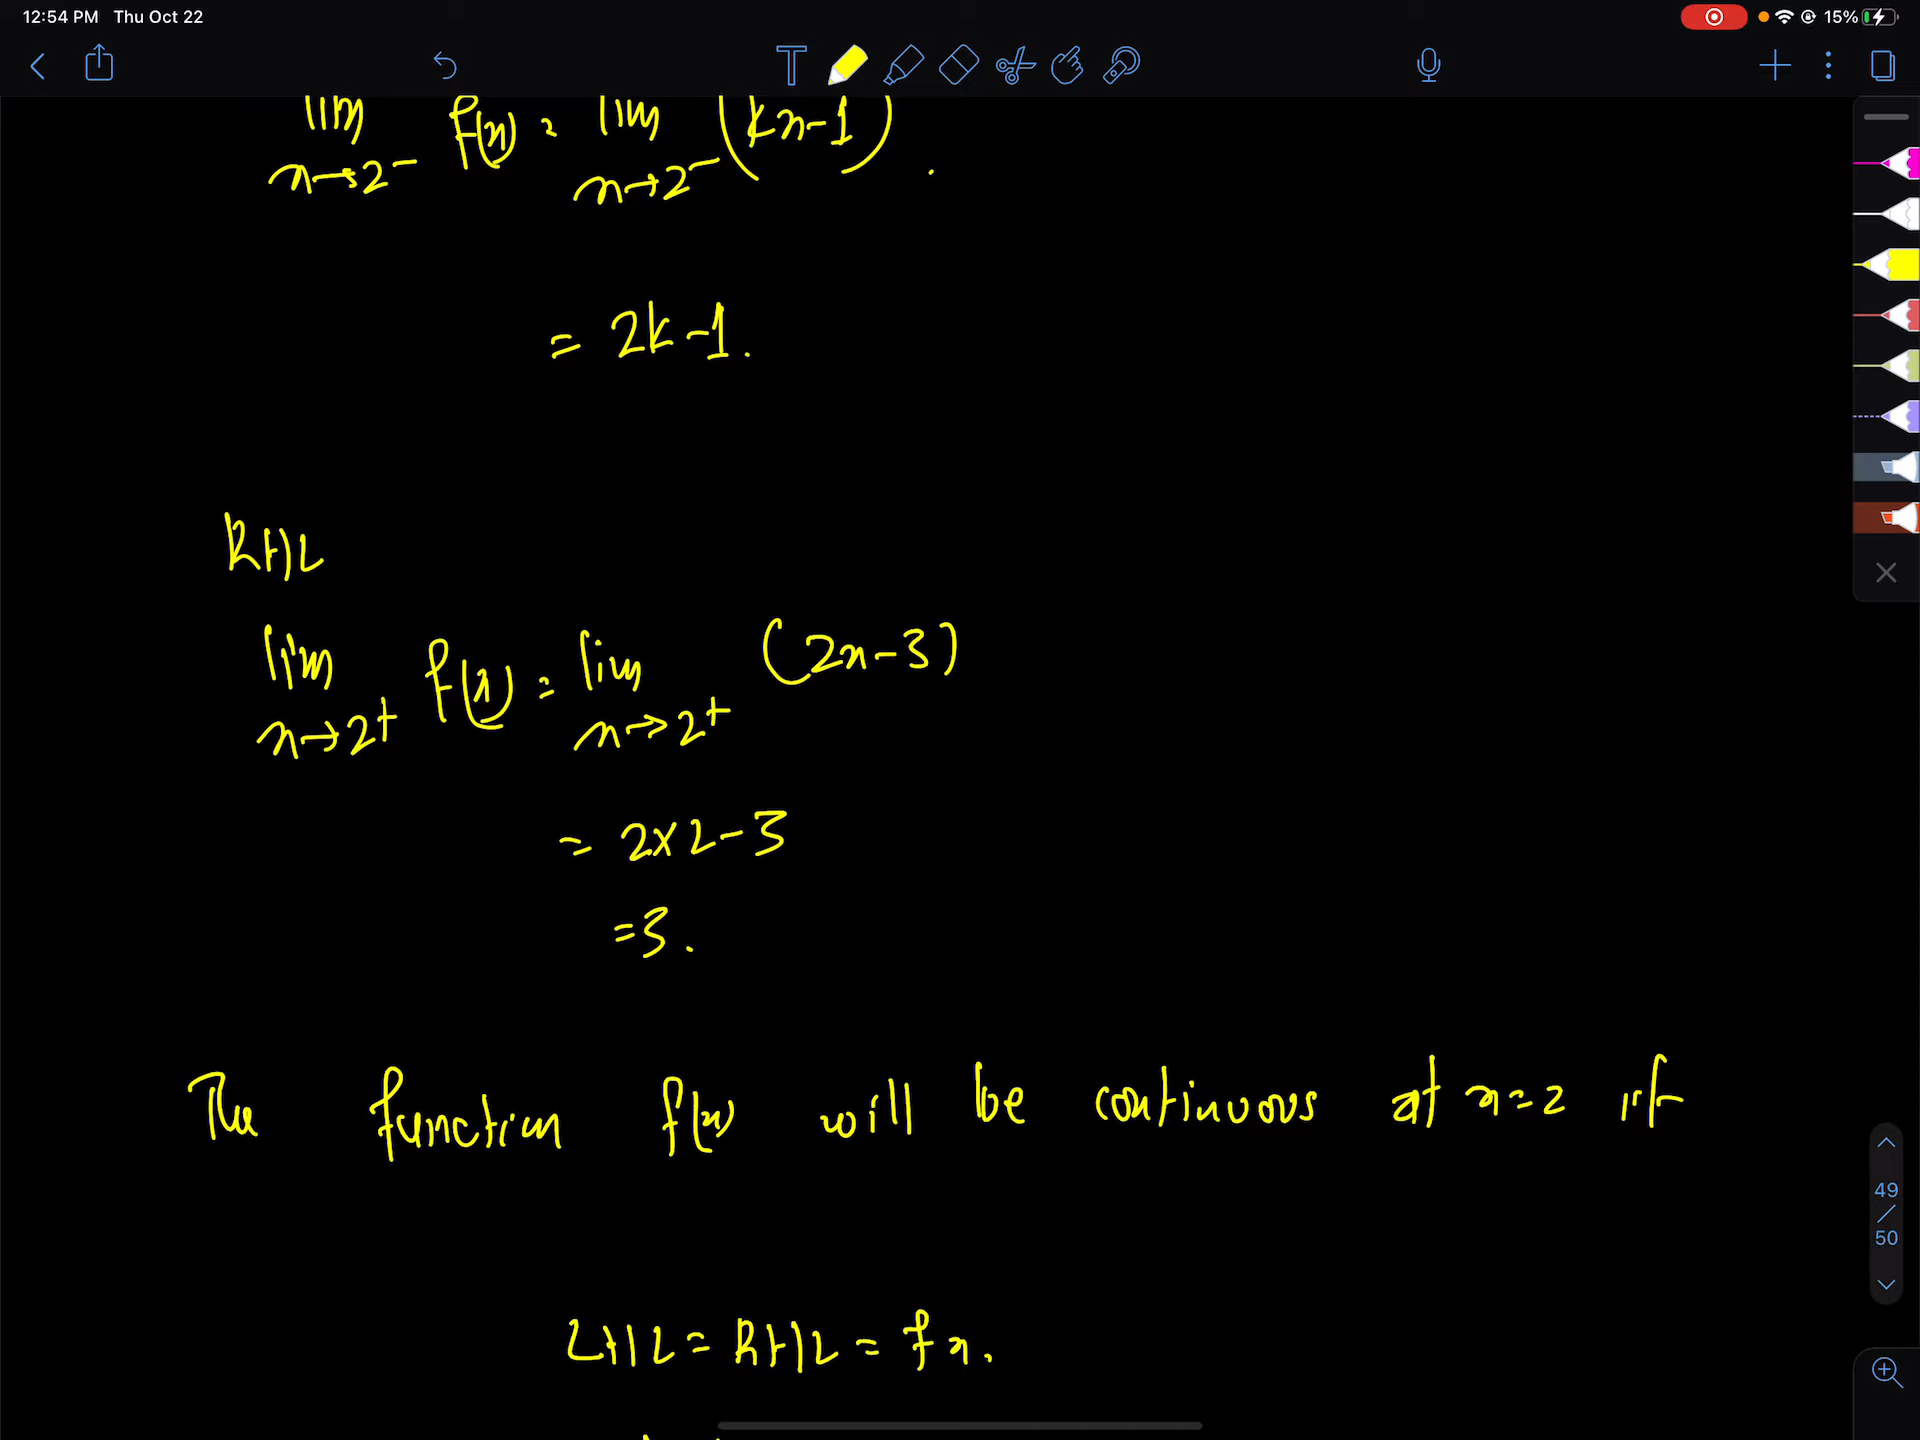 12:54 PM Thu Oct 22 15%
lim f(x) = lim (kx-1).
x→2⁻ x→2⁻
= 2k-1.
RHL
lim f(x) = lim (2x-3)
x→2+ x→2+
= 2x2-3
=3.
The function f(x) will be continuous at x=2 if
49
/
50
LHL = RHL = fx.